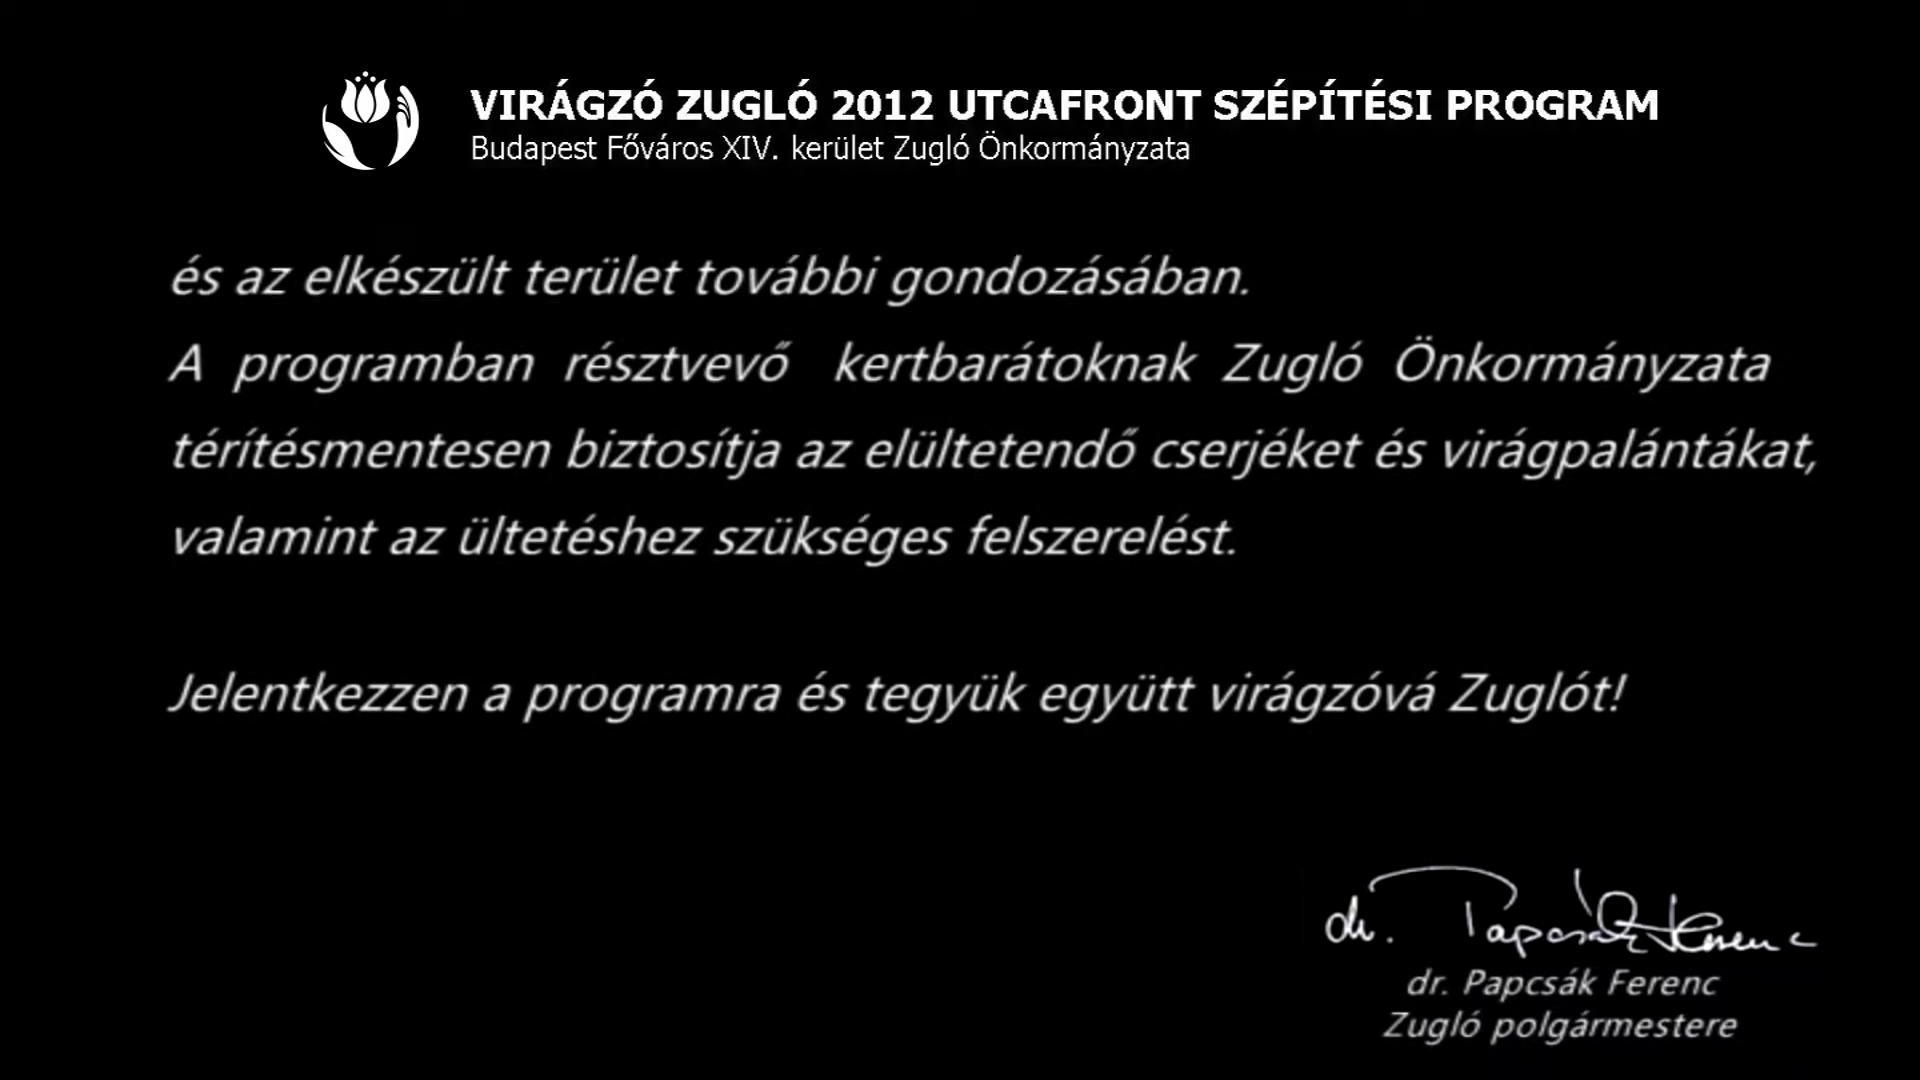 VIRÁGZÓ ZUGLÓ 2012 UTCAFRONT SZÉPÍTÉSI PROGRAM
Budapest Főváros XIV. kerület Zugló Önkormányzata
és az elkészült terület további gondozásában.
A programban résztvevő kertbarátoknak Zugló Önkormányzata
térítésmentesen biztosítja az elültetendő cserjéket és virágpalántákat,
valamint az ültetéshez szükséges felszerelést.
Jelentkezzen a programra és tegyük együtt virágzóvá Zuglót!
dr. Papcsák Ferenc
dr. Papcsák Ferenc
Zugló polgármestere